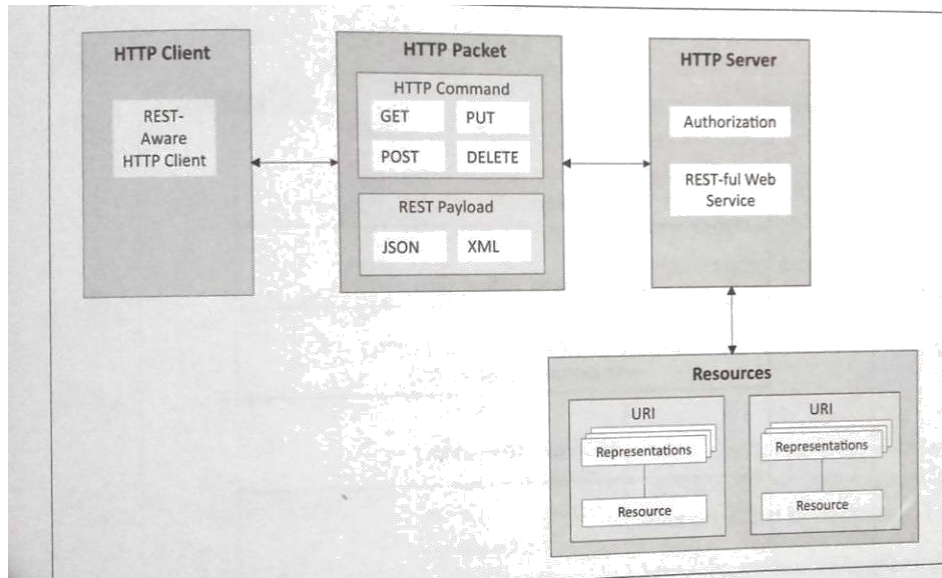 HTTP Client
REST-
Aware
HTTP Client
HTTP Packet
HTTP Command
GET
PUT
POST
DELETE
REST Payload
JSON
XML
HTTP Server
Authorization
REST-ful Web
Service
Resources
URI
Representations
Resource
URI
Representations
Resource